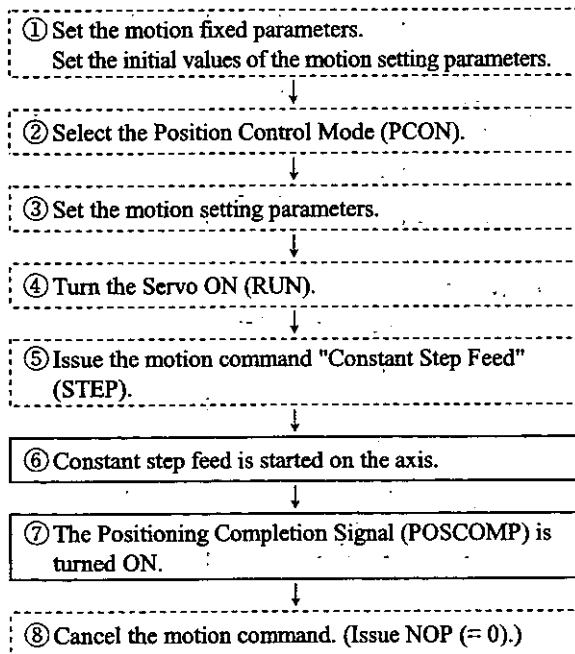 ① Set the motion fixed parameters.
Set the initial values of the motion setting parameters.
② Select the Position Control Mode (PCON).
③ Set the motion setting parameters.
④ Turn the Servo ON (RUN).
⑤ Issue the motion command "Constant Step Feed"
(STEP).
⑥ Constant step feed is started on the axis.
⑦ The Positioning Completion Signal (POSCOMP) is
turned ON.
⑧ Cancel the motion command. (Issue NOP (= 0).)